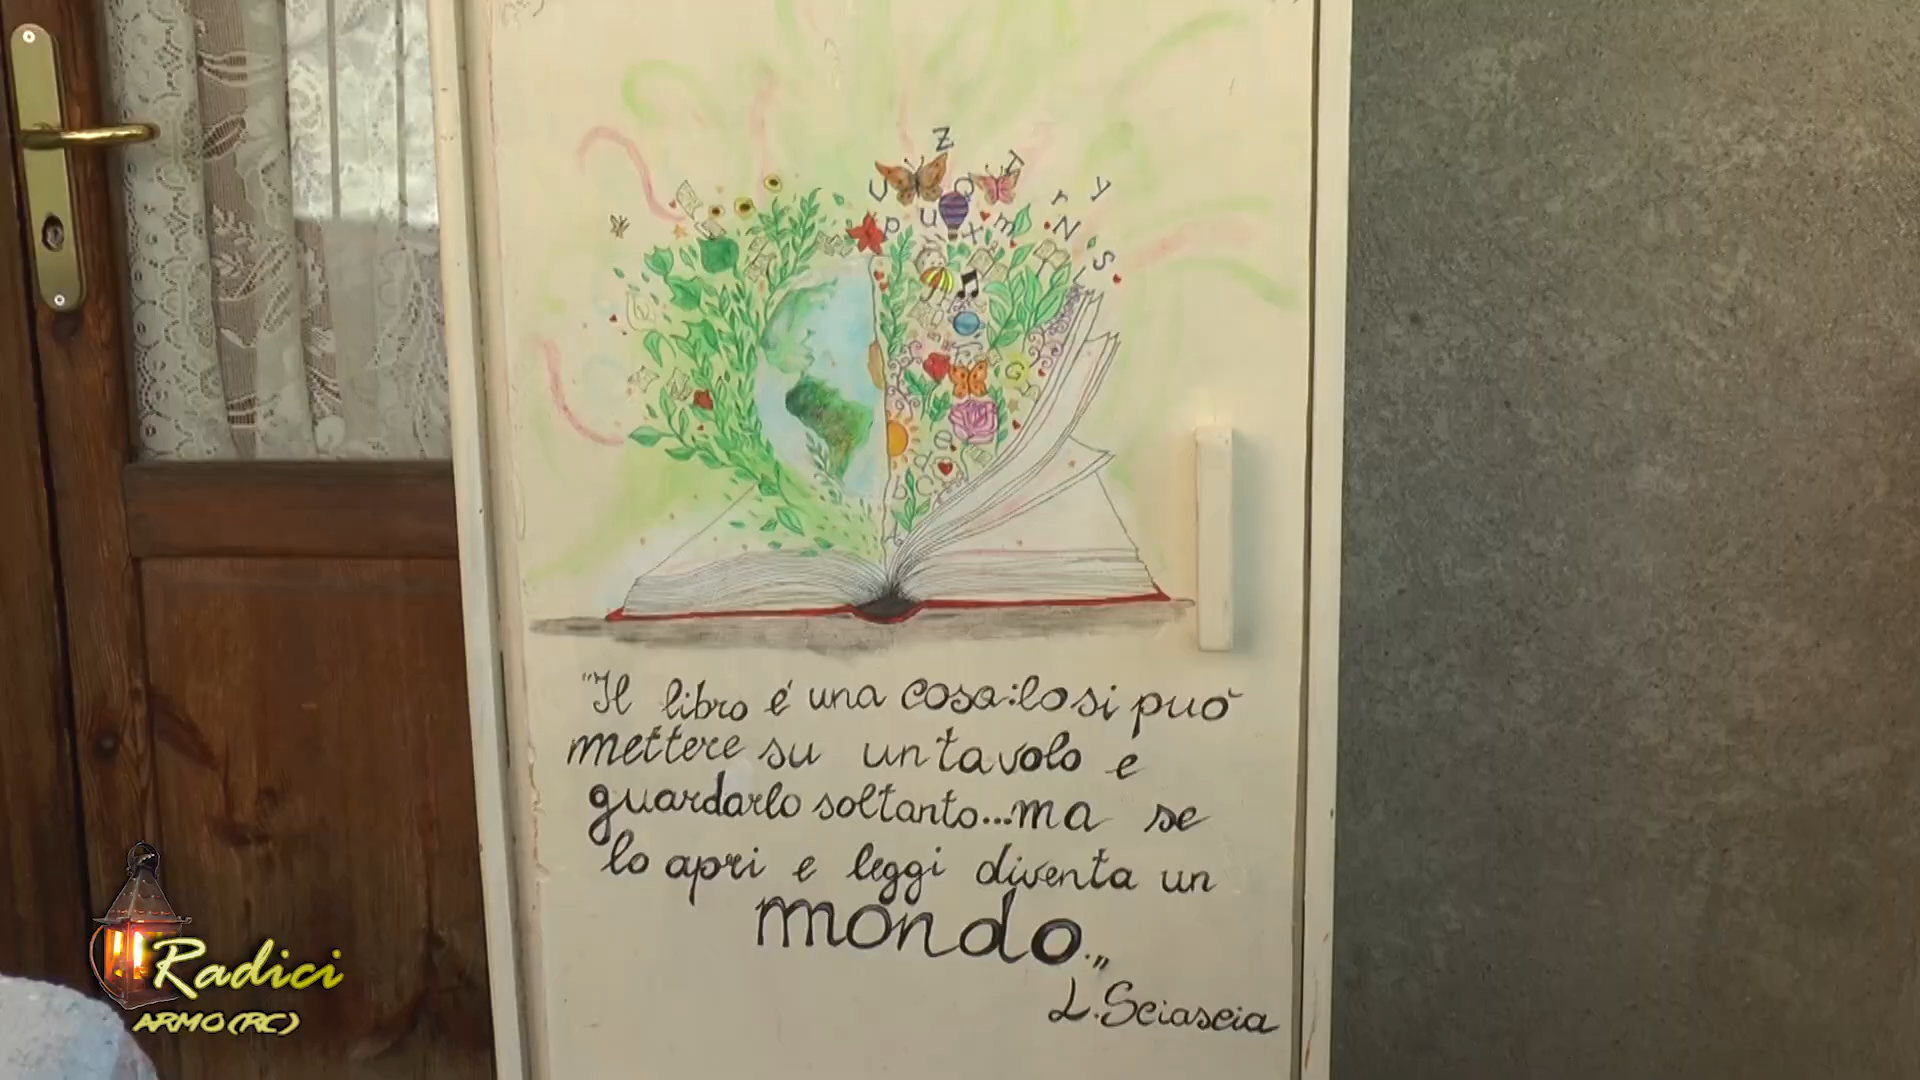 "Il libro é una cosa: lo si può
mettere su un tavolo e
guardarlo soltanto...ma se
lo apri e leggi diventa un
mondo."
L. Sciascia
Radici
ARMO (RC)